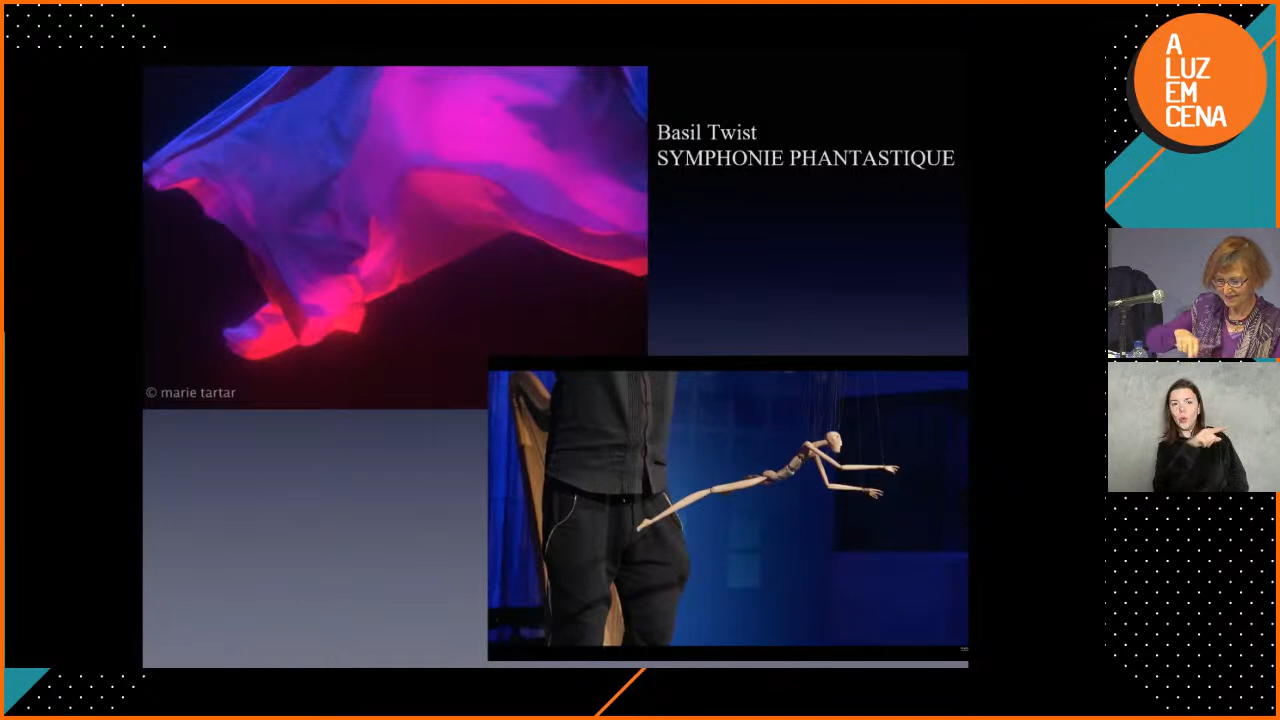 A
LUZ
EM
CENA
Basil Twist
SYMPHONIE PHANTASTIQUE
© marie tartar